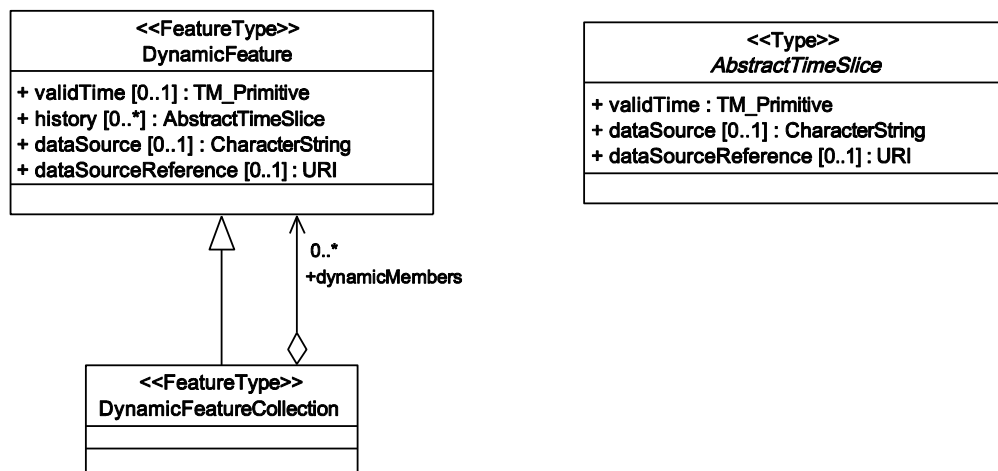 <<FeatureType>>
DynamicFeature
+ validTime [0..1] : TM_Primitive
+ history [0..*] : AbstractTimeSlice
+ dataSource [0..1] : CharacterString
+ dataSourceReference [0..1] : URI
<<Type>>
AbstractTimeSlice
+ validTime : TM_Primitive
+ dataSource [0..1] : CharacterString
+ dataSourceReference [0..1] : URI
0..*
+dynamicMembers
<<FeatureType>>
DynamicFeatureCollection